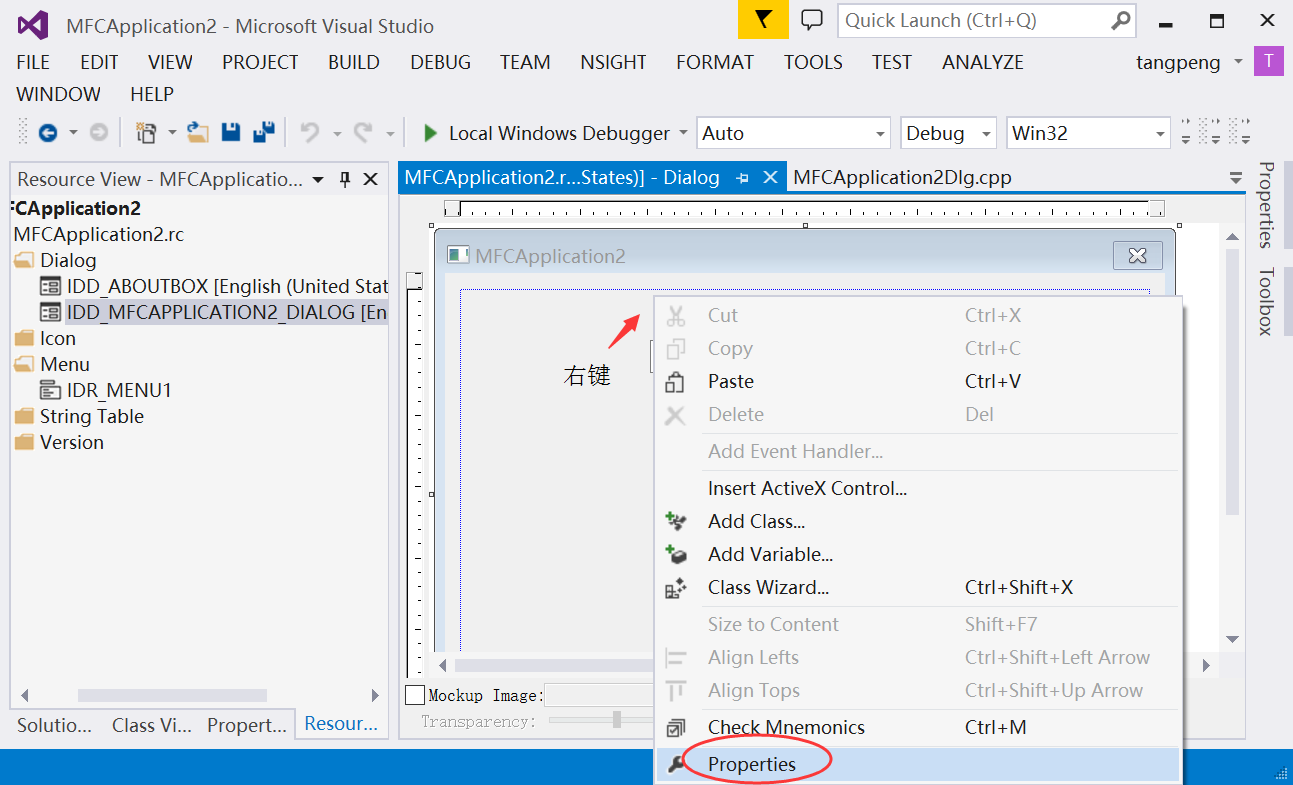 MFCApplication2 - Microsoft Visual Studio
Quick Launch (Ctrl+Q)
FILE EDIT VIEW PROJECT BUILD DEBUG TEAM NSIGHT FORMAT TOOLS TEST ANALYZE
tangpeng T
WINDOW HELP
Local Windows Debugger Auto Debug Win32
Resource View - MFCApplicatio...
CApplication2
MFCApplication2.rc
Dialog
IDD_ABOUTBOX [English (United Stat
IDD_MFCAPPLICATION2_DIALOG [En
Icon
Menu
IDR_MENU1
String Table
Version
Solutio... Class Vi... Propert... Resour...
MFCApplication2.r...States)] - Dialog
MFCApplication2Dlg.cpp
MFCApplication2
右键
Cut Ctrl+X
Copy Ctrl+C
Paste Ctrl+V
Delete Del
Add Event Handler...
Insert ActiveX Control...
Add Class...
Add Variable...
Class Wizard... Ctrl+Shift+X
Size to Content Shift+F7
Align Lefts Ctrl+Shift+Left Arrow
Align Tops Ctrl+Shift+Up Arrow
Check Mnemonics Ctrl+M
Properties
Mockup Image:
Transparency:
Properties
Toolbox